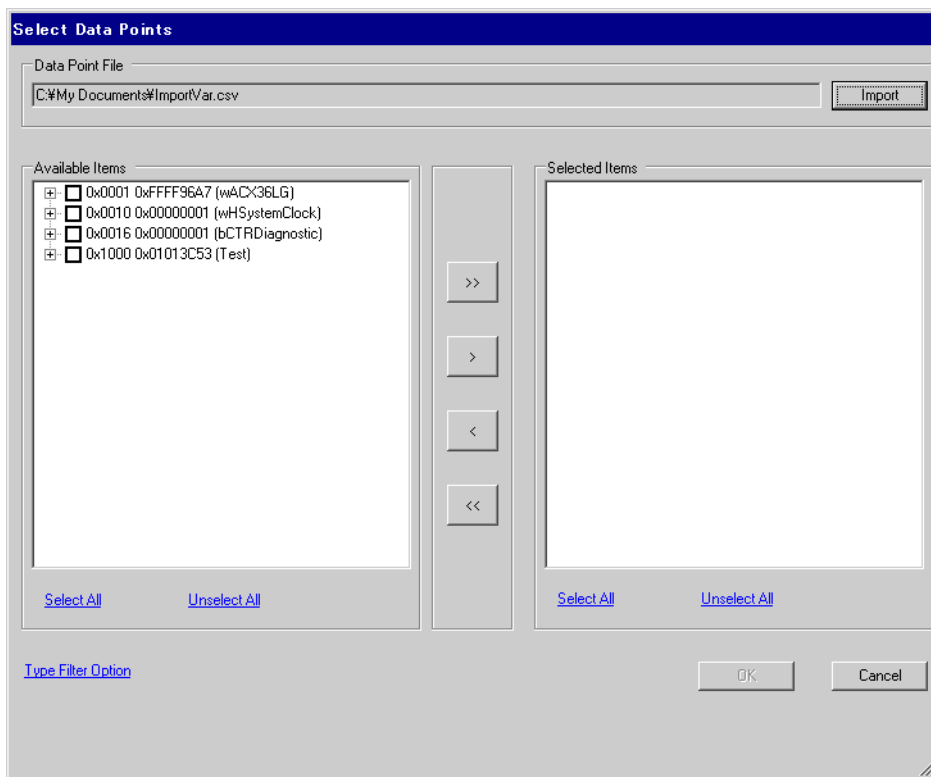 Select Data Points
Data Point File
C:¥My Documents¥ImportVar.csv
Import
Available Items
0x0001 0xFFFF96A7 (wACX36LG)
0x0010 0x00000001 (wHSystemClock)
0x0016 0x00000001 (bCTRDiagnostic)
0x1000 0x01013C53 (Test)
Select All
Unselect All
>>
>
<
<<
Selected Items
Select All
Unselect All
Type Filter Option
OK
Cancel